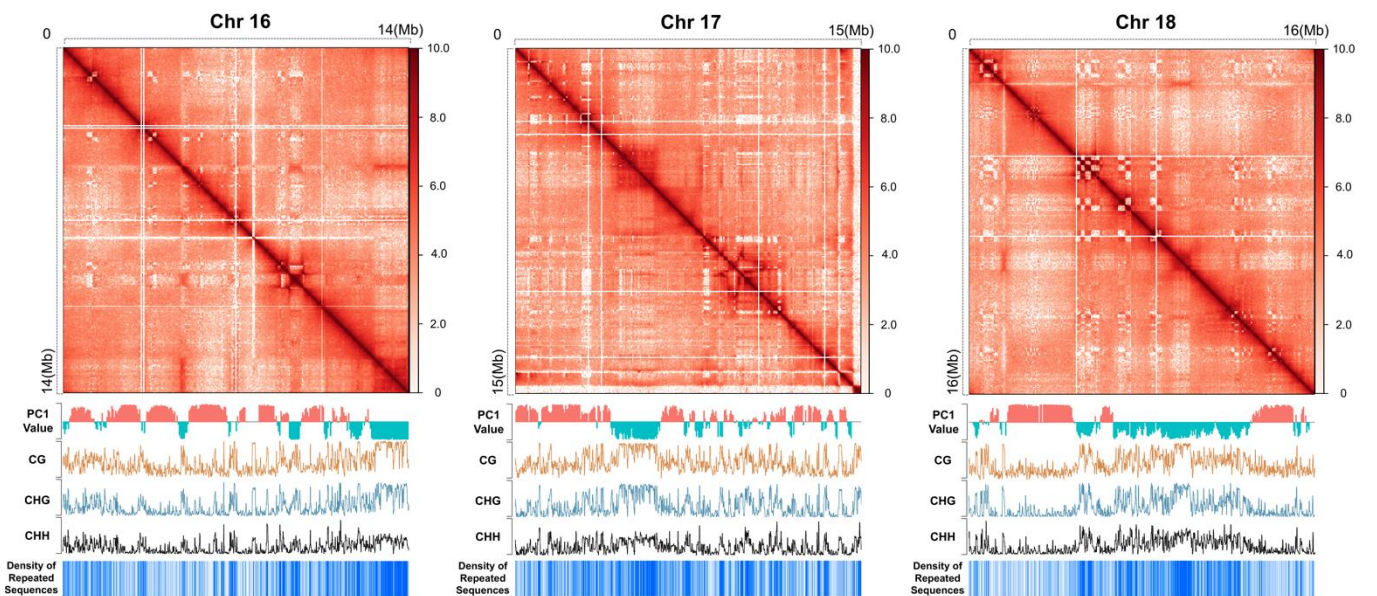 Chr 16
0
14(Mb)
14(Mb)
10.0
8.0
6.0
4.0
2.0
0
PC1
Value
CG
CHG
CHH
Density of
Repeated
Sequences
Chr 17
0
15(Mb)
15(Mb)
10.0
8.0
6.0
4.0
2.0
0
PC1
Value
CG
CHG
CHH
Density of
Repeated
Sequences
Chr 18
0
16(Mb)
16(Mb)
10.0
8.0
6.0
4.0
2.0
0
PC1
Value
CG
CHG
CHH
Density of
Repeated
Sequences